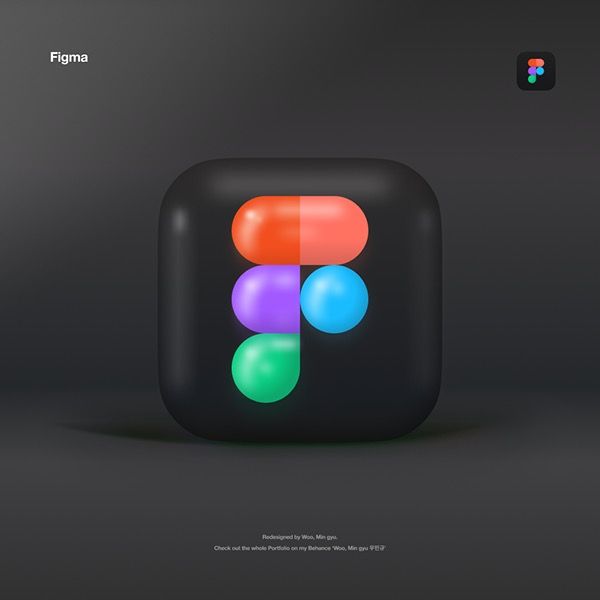 Figma
Redesigned by Woo, Min gyu.
Check out the whole Portfolio on my Behance 'Woo, Min gyu 우민규'